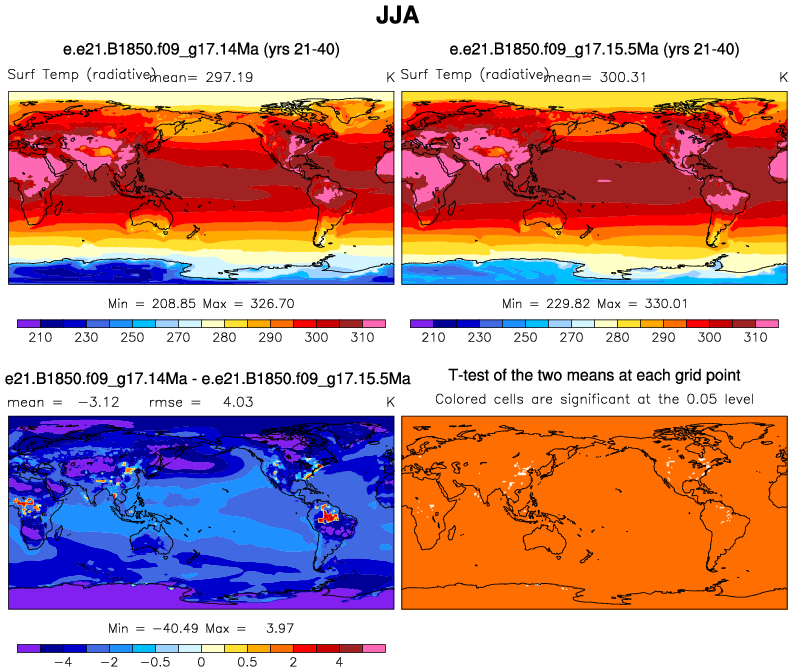 JJA
e.e21.B1850.f09_g17.14Ma (yrs 21-40)
e.e21.B1850.f09_g17.15.5Ma (yrs 21-40)
Surf Temp (radiative) mean= 297.19 K
Surf Temp (radiative) mean= 300.31 K
Min = 208.85 Max = 326.70
Min = 229.82 Max = 330.01
210 230 250 270 280 290 300 310
210 230 250 270 280 290 300 310
e21.B1850.f09_g17.14Ma - e.e21.B1850.f09_g17.15.5Ma
T-test of the two means at each grid point
mean = -3.12 rmse = 4.03 K
Colored cells are significant at the 0.05 level
Min = -40.49 Max = 3.97
-4 -2 -0.5 0 0.5 2 4